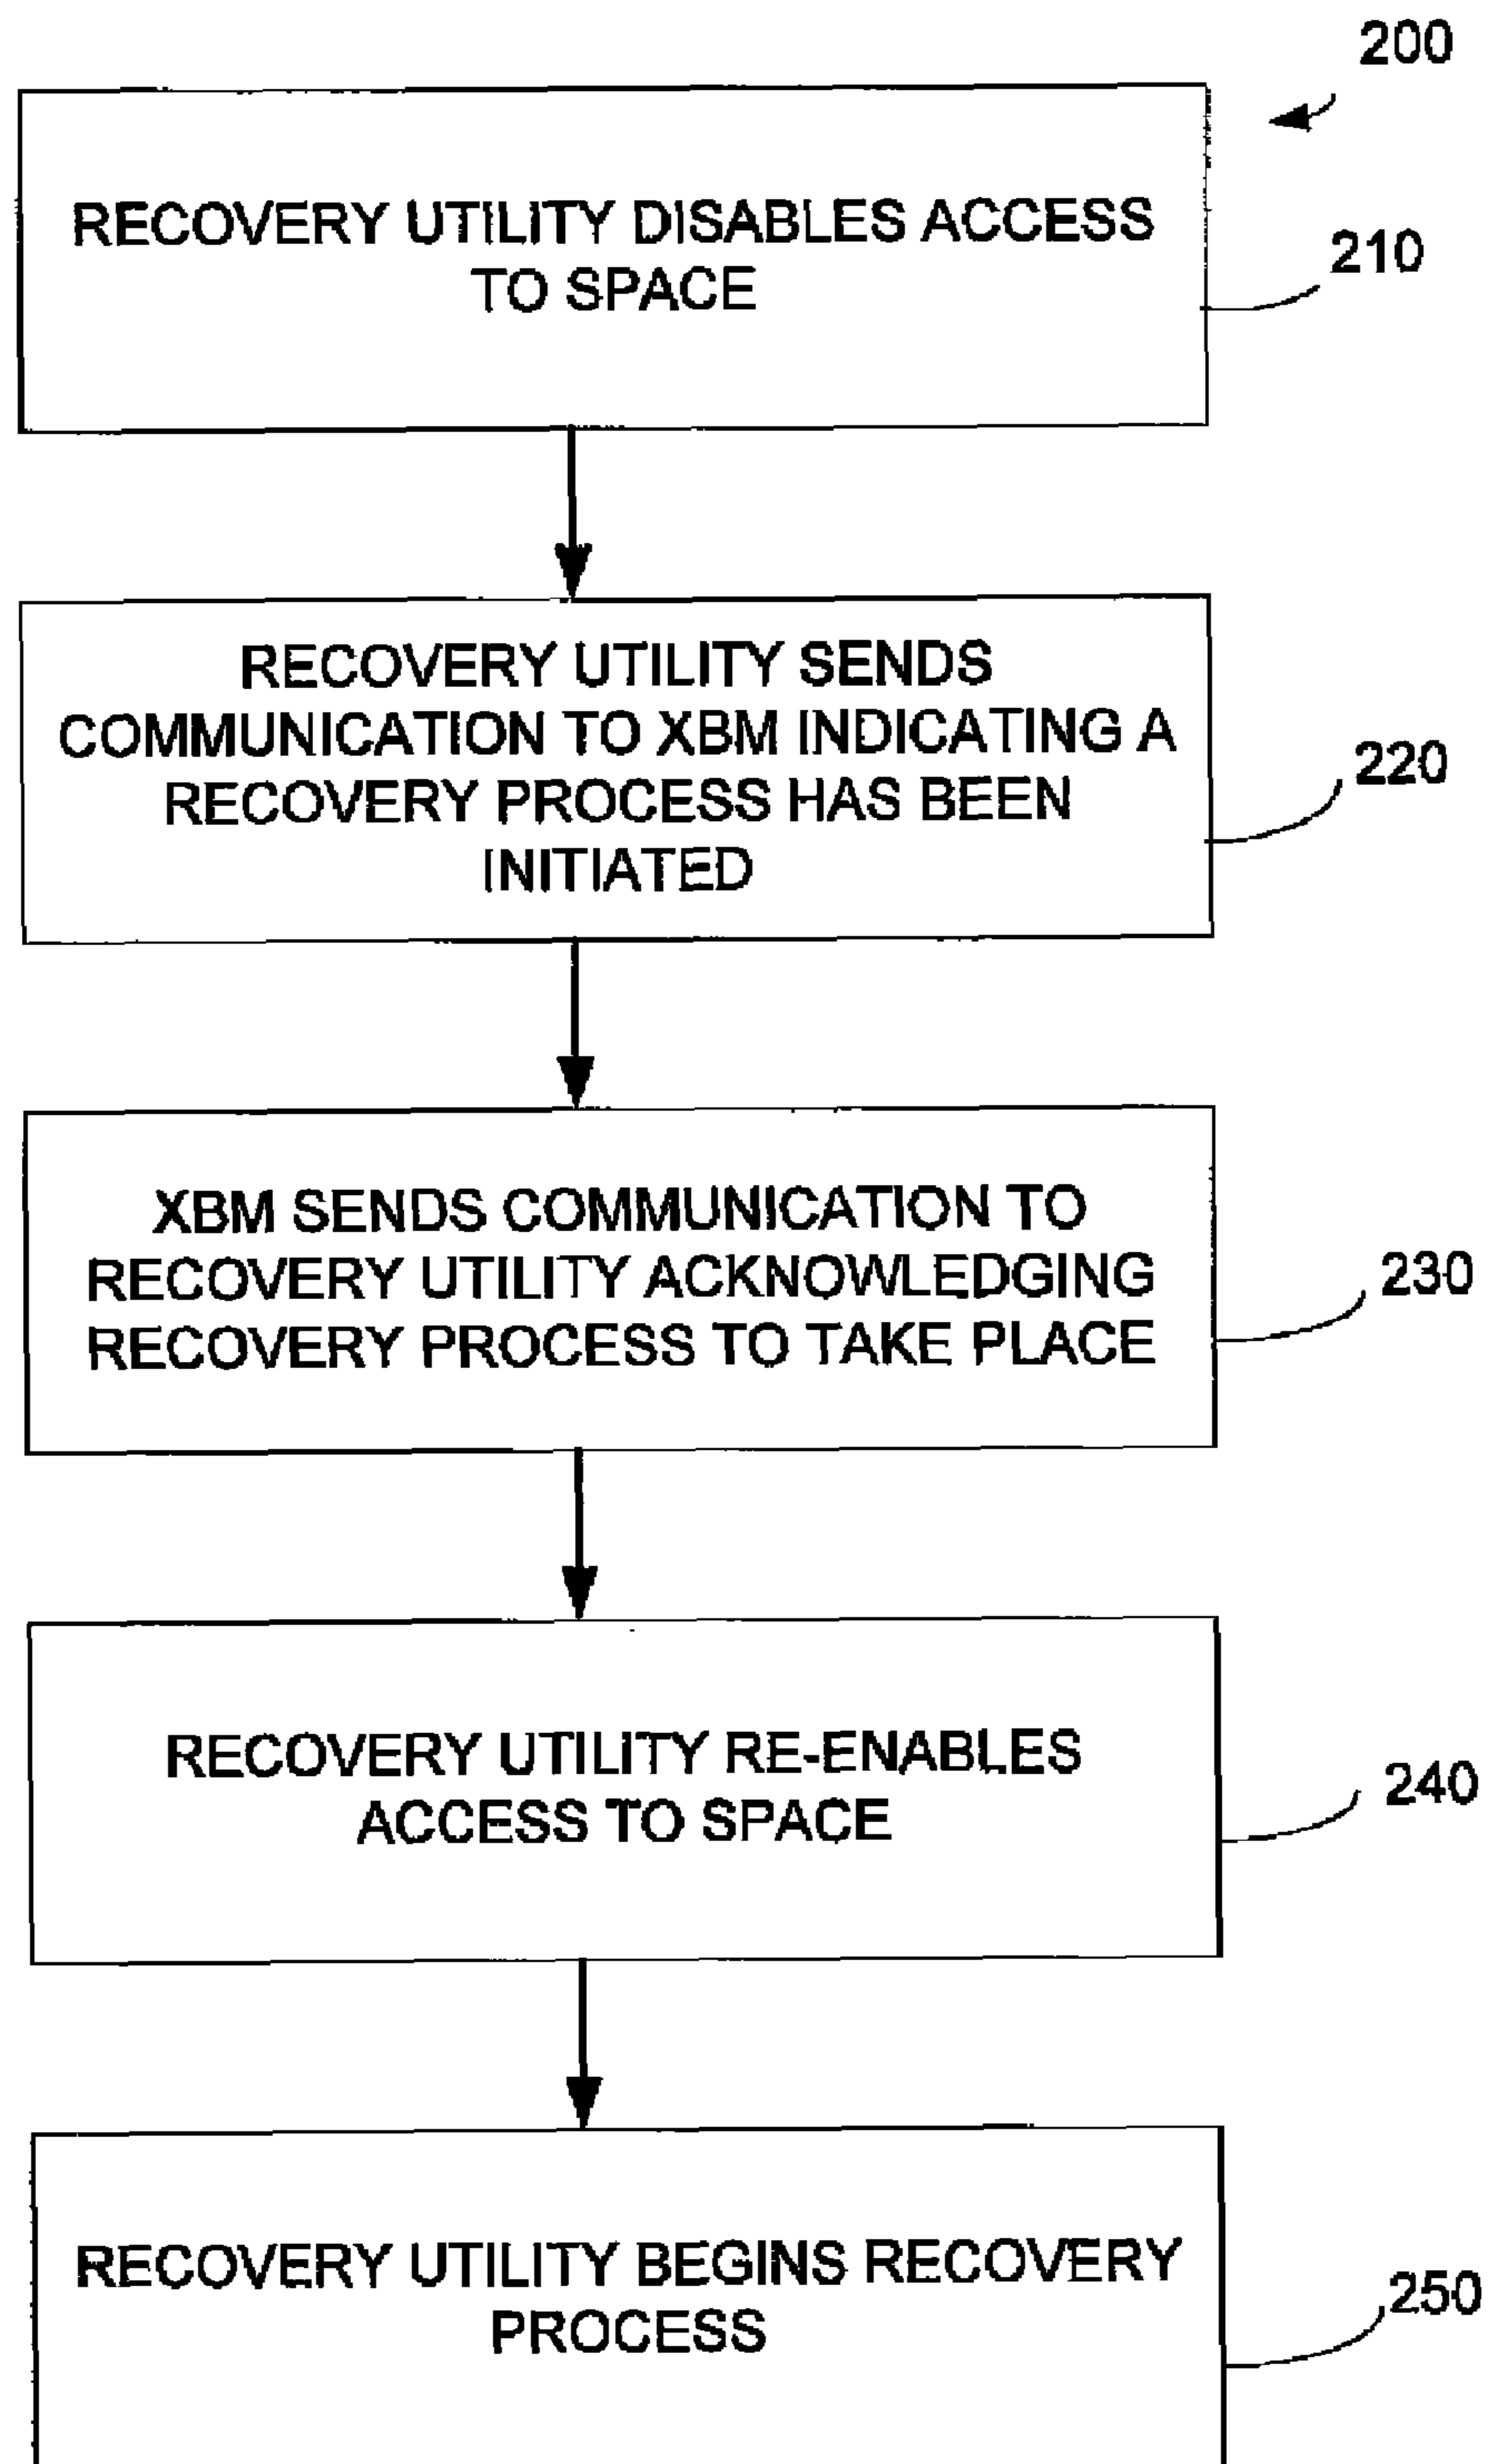 200
RECOVERY UTILITY DISABLES ACCESS
TO SPACE
210
RECOVERY UTILITY SENDS
COMMUNICATION TO XBM INDICATING A
RECOVERY PROCESS HAS BEEN
INITIATED
220
XBM SENDS COMMUNICATION TO
RECOVERY UTILITY ACKNOWLEDGING
RECOVERY PROCESS TO TAKE PLACE
230
RECOVERY UTILITY RE-ENABLES
ACCESS TO SPACE
240
RECOVERY UTILITY BEGINS RECOVERY
PROCESS
250